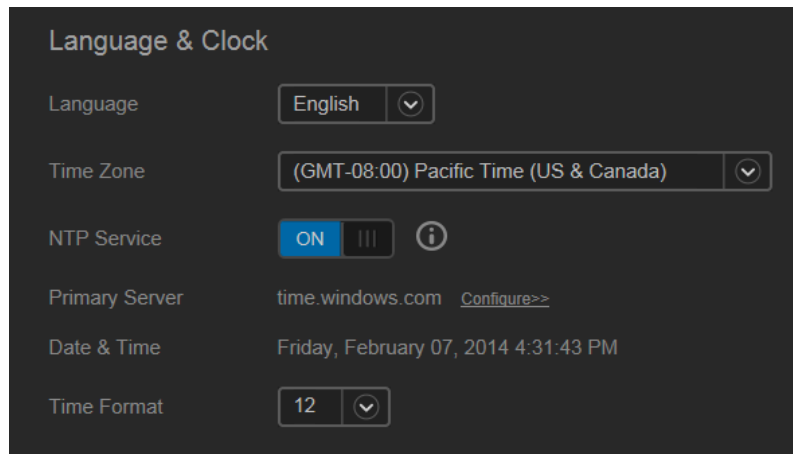 Language & Clock
Language English
Time Zone (GMT-08:00) Pacific Time (US & Canada)
NTP Service ON
Primary Server time.windows.com Configure>>
Date & Time Friday, February 07, 2014 4:31:43 PM
Time Format 12